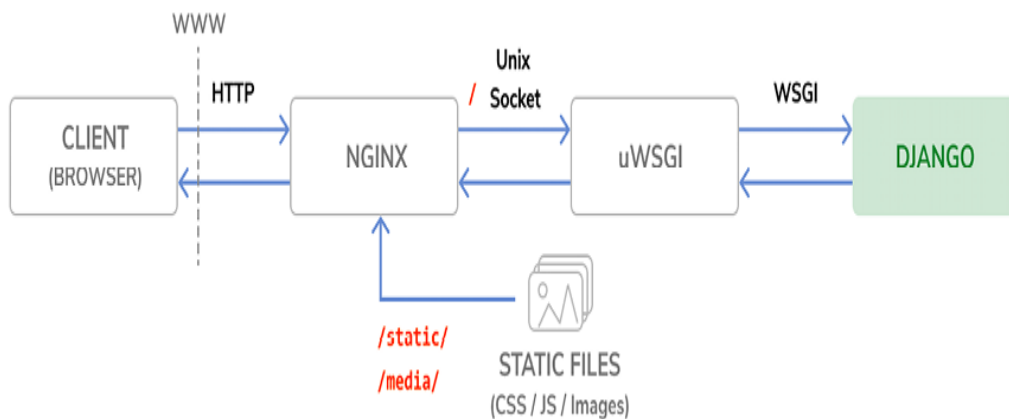 WWW
HTTP
/ Unix
Socket
WSGI
CLIENT
(BROWSER)
NGINX
uWSGI
DJANGO
/static/
/media/
STATIC FILES
(CSS / JS / Images)